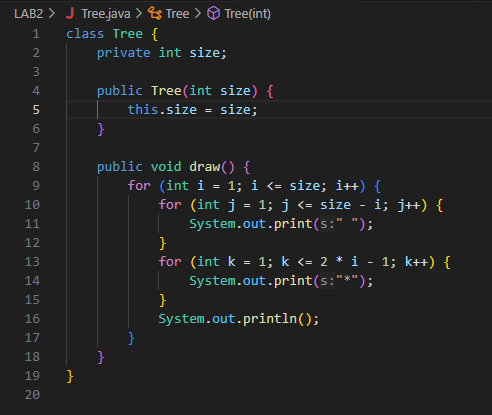 LAB2 > J Tree.java > Tree > Tree(int)
1 class Tree {
2     private int size;
3
4     public Tree(int size) {
5         this.size = size;
6     }
7
8     public void draw() {
9         for (int i = 1; i <= size; i++) {
10             for (int j = 1; j <= size - i; j++) {
11                 System.out.print(s:" ");
12             }
13             for (int k = 1; k <= 2 * i - 1; k++) {
14                 System.out.print(s:"*");
15             }
16             System.out.println();
17         }
18     }
19 }
20